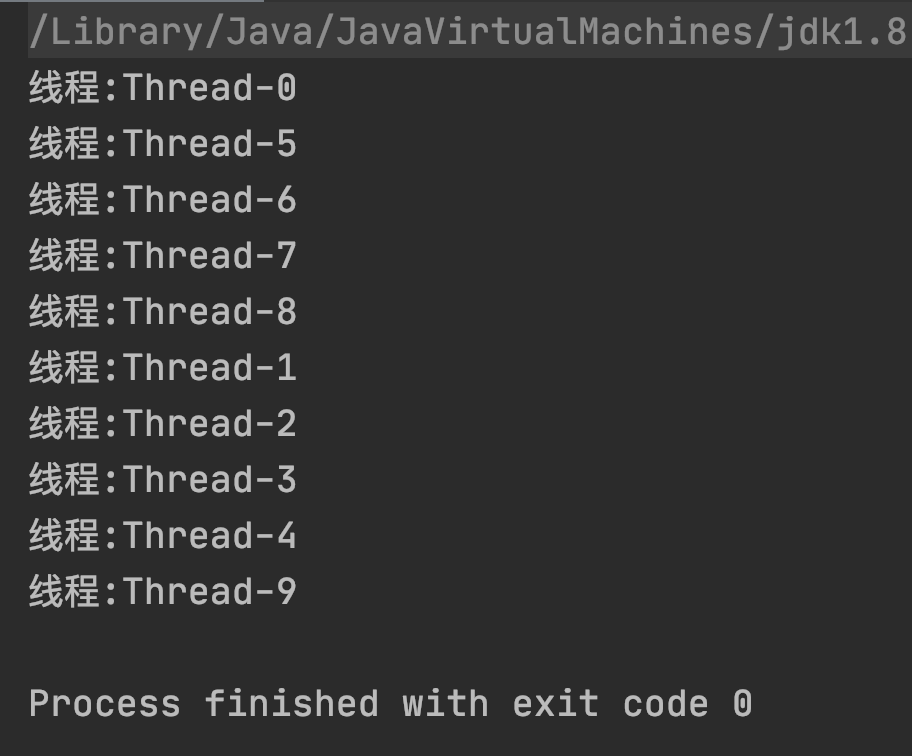 /Library/Java/JavaVirtualMachines/jdk1.8
线程:Thread-0
线程:Thread-5
线程:Thread-6
线程:Thread-7
线程:Thread-8
线程:Thread-1
线程:Thread-2
线程:Thread-3
线程:Thread-4
线程:Thread-9
Process finished with exit code 0